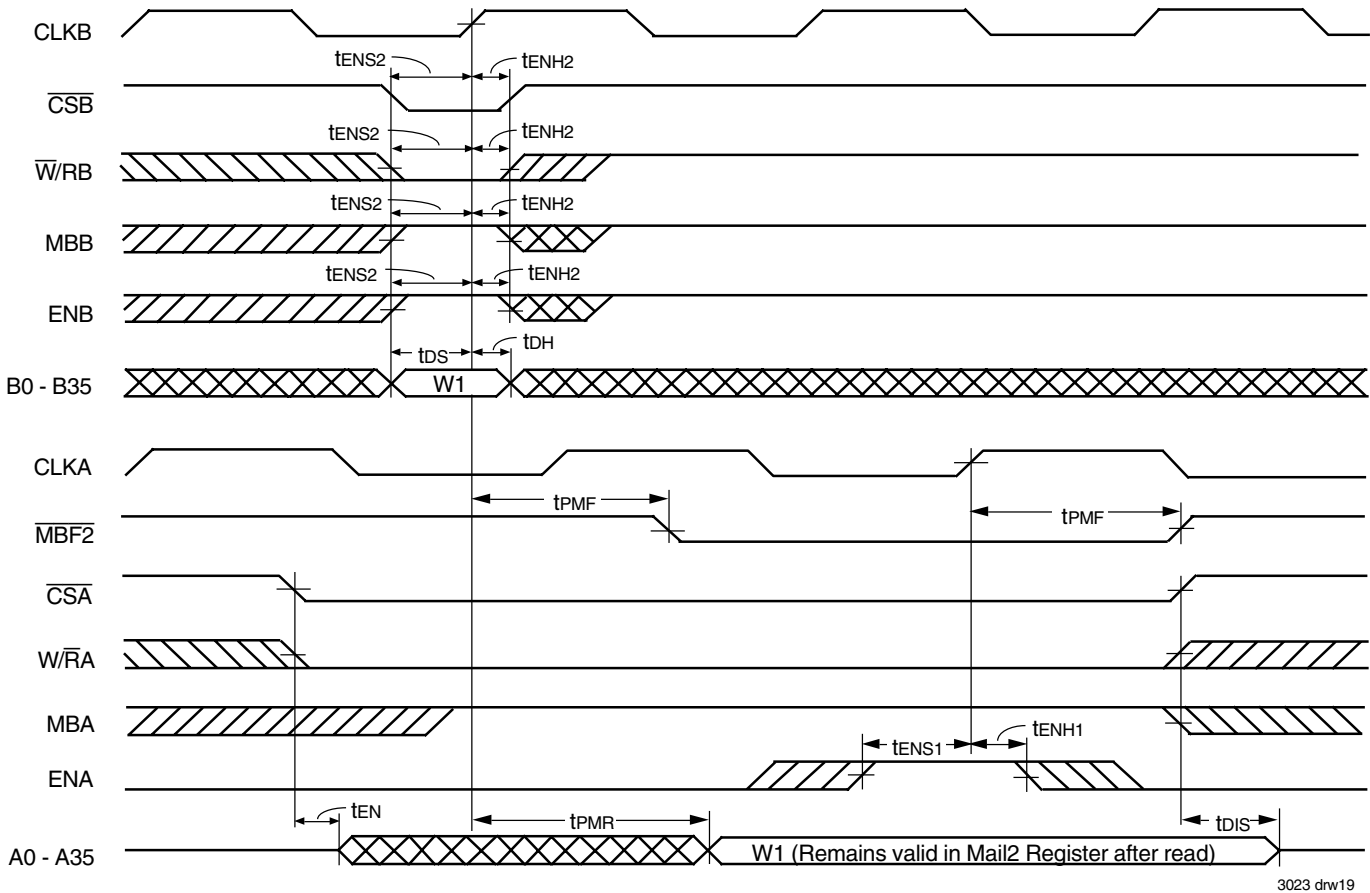 CLKB
tENS2 tENH2
CSB
tENS2 tENH2
W/RB
tENS2 tENH2
MBB
tENS2 tENH2
ENB
tDS tDH
B0 - B35 W1
CLKA
tPMF tPMF
MBF2
CSA
W/RA
MBA
tENS1 tENH1
ENA
tEN tPMR tDIS
A0 - A35 W1 (Remains valid in Mail2 Register after read)
3023 drw19